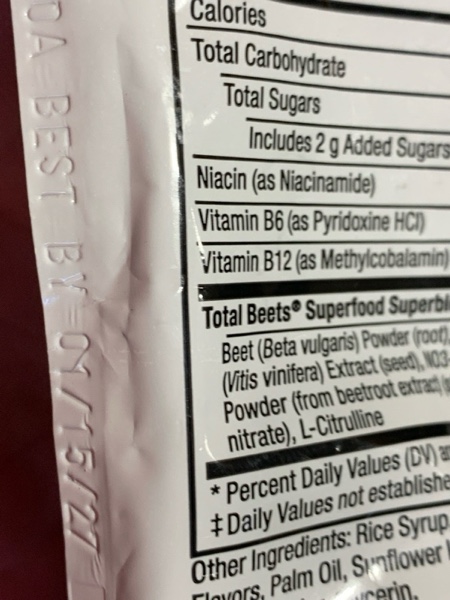 DA BEST BY 01/15/27
Calories
Total Carbohydrate
Total Sugars
Includes 2 g Added Sugars
Niacin (as Niacinamide)
Vitamin B6 (as Pyridoxine HCl)
Vitamin B12 (as Methylcobalamin)
Total Beets® Superfood
Beet (Beta vulgaris) Powder (root),
(Vitis vinifera) Extract (seed), NO3-
Powder (from beetroot extract
nitrate), L-Citrulline
* Percent Daily Values (DV)
‡ Daily Values not
Other Ingredients: Rice Syrup,
Flavors, Palm Oil, Sunflower